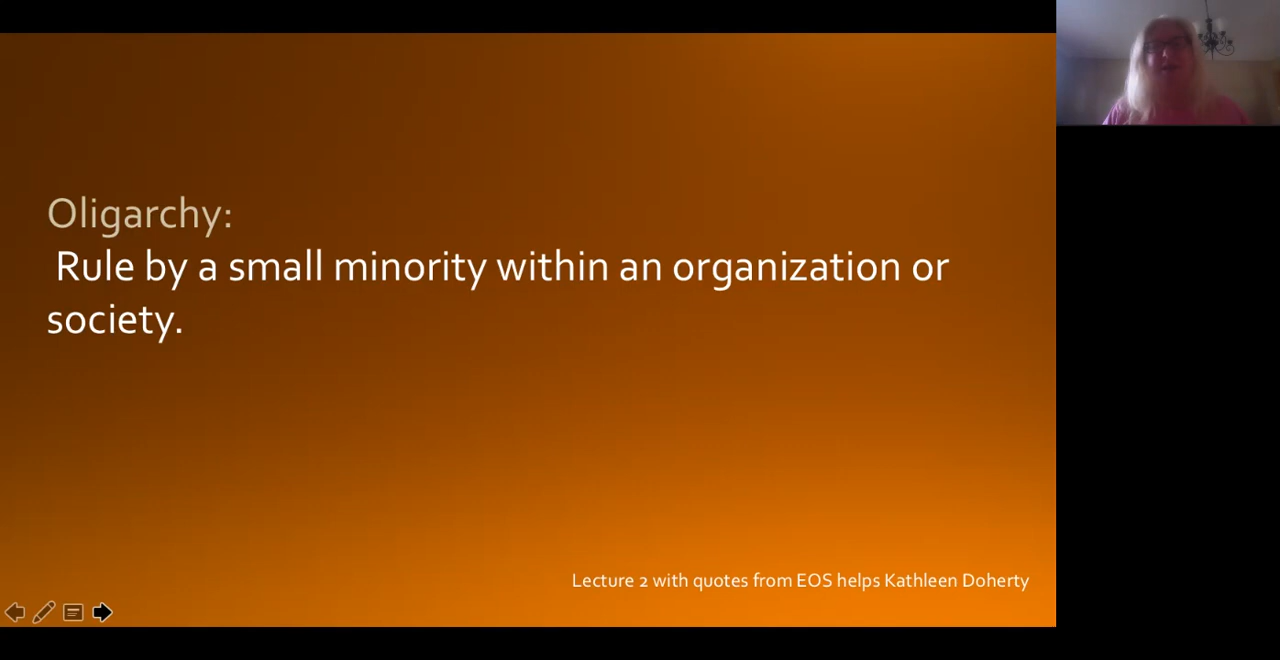 Oligarchy:
Rule by a small minority within an organization or
society.
Lecture 2 with quotes from EOS helps Kathleen Doherty